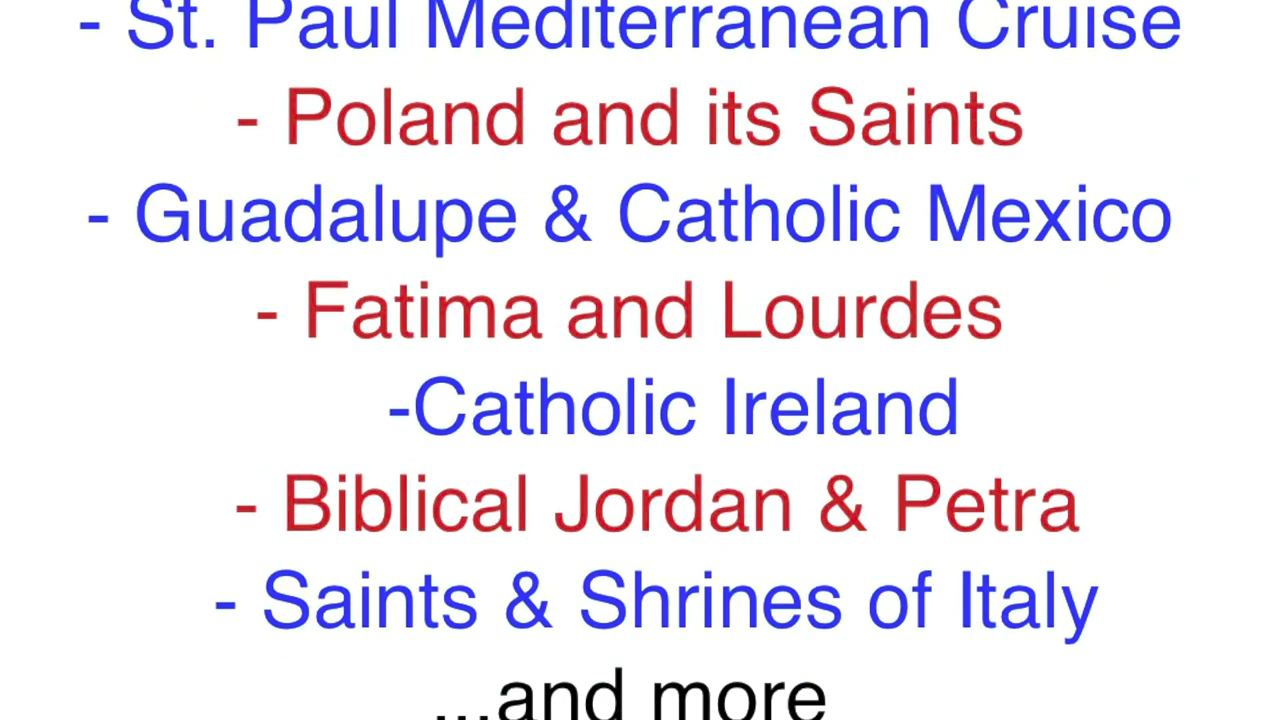 - St. Paul Mediterranean Cruise
- Poland and its Saints
- Guadalupe & Catholic Mexico
- Fatima and Lourdes
-Catholic Ireland
- Biblical Jordan & Petra
- Saints & Shrines of Italy
...and more